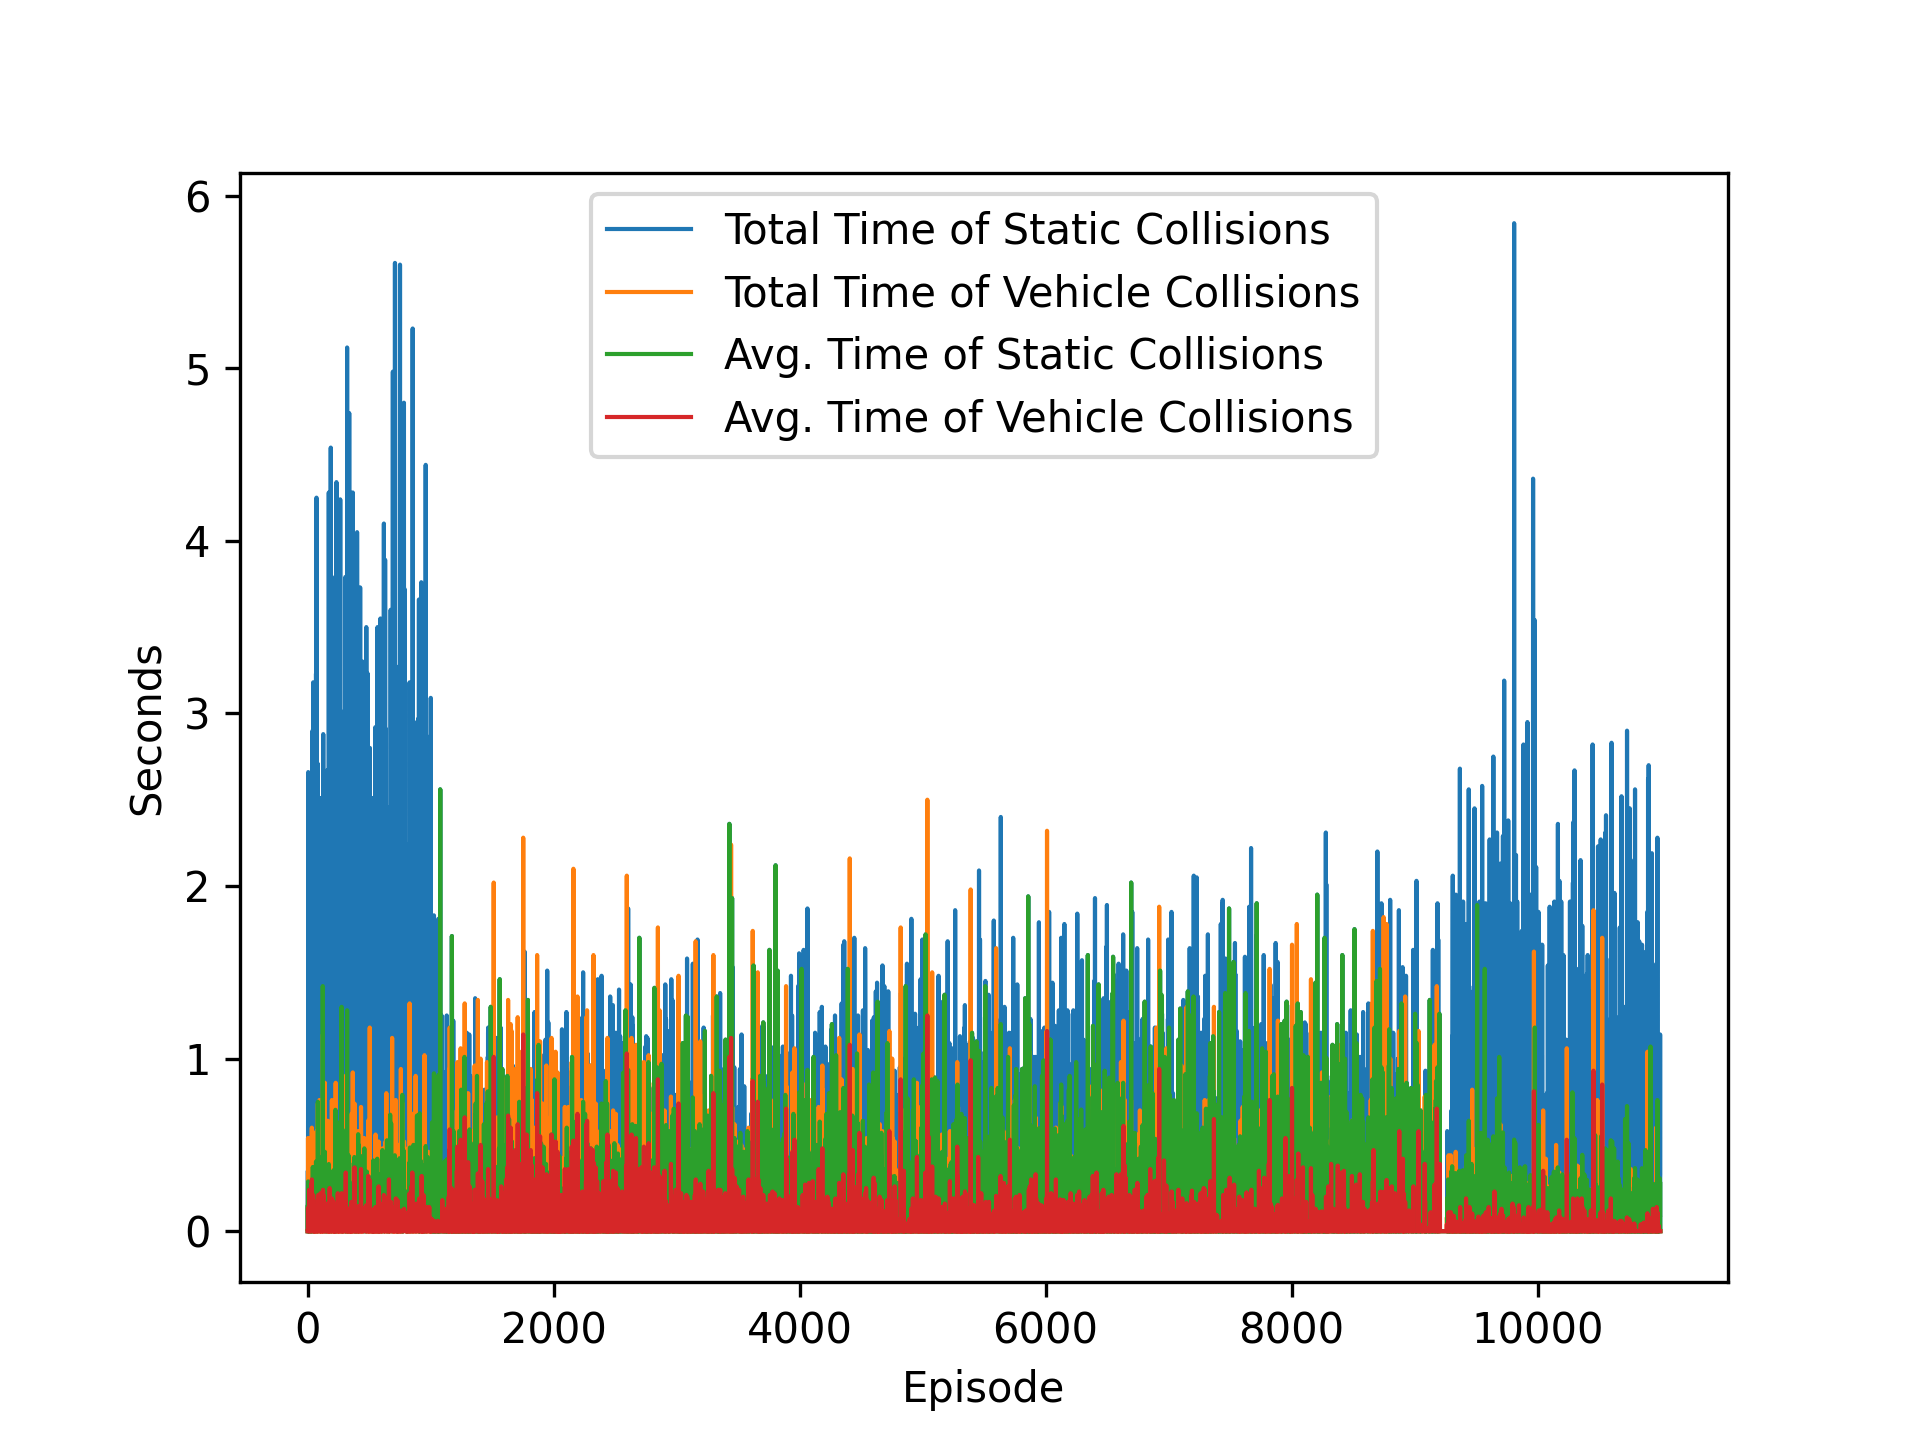 Total Time of Static Collisions
Total Time of Vehicle Collisions
Avg. Time of Static Collisions
Avg. Time of Vehicle Collisions
6
5
4
3
2
1
0
Seconds
0 2000 4000 6000 8000 10000
Episode